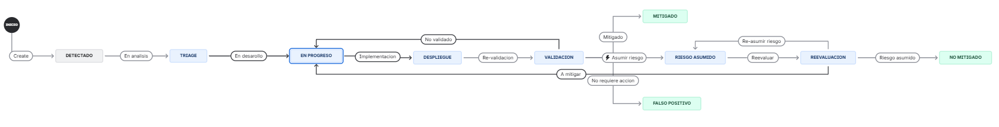 INICIO
Create
DETECTADO
En analisis
TRIAGE
En desarollo
EN PROGRESO
Implementacion
DESPLIEGUE
Re-validacion
VALIDACION
No validado
Mitigado
MITIGADO
Asumir riesgo
RIESGO ASUMIDO
Re-asumir riesgo
Reevaluar
REEVALUACION
Riesgo asumido
NO MITIGADO
A mitigar
No requiere accion
FALSO POSITIVO